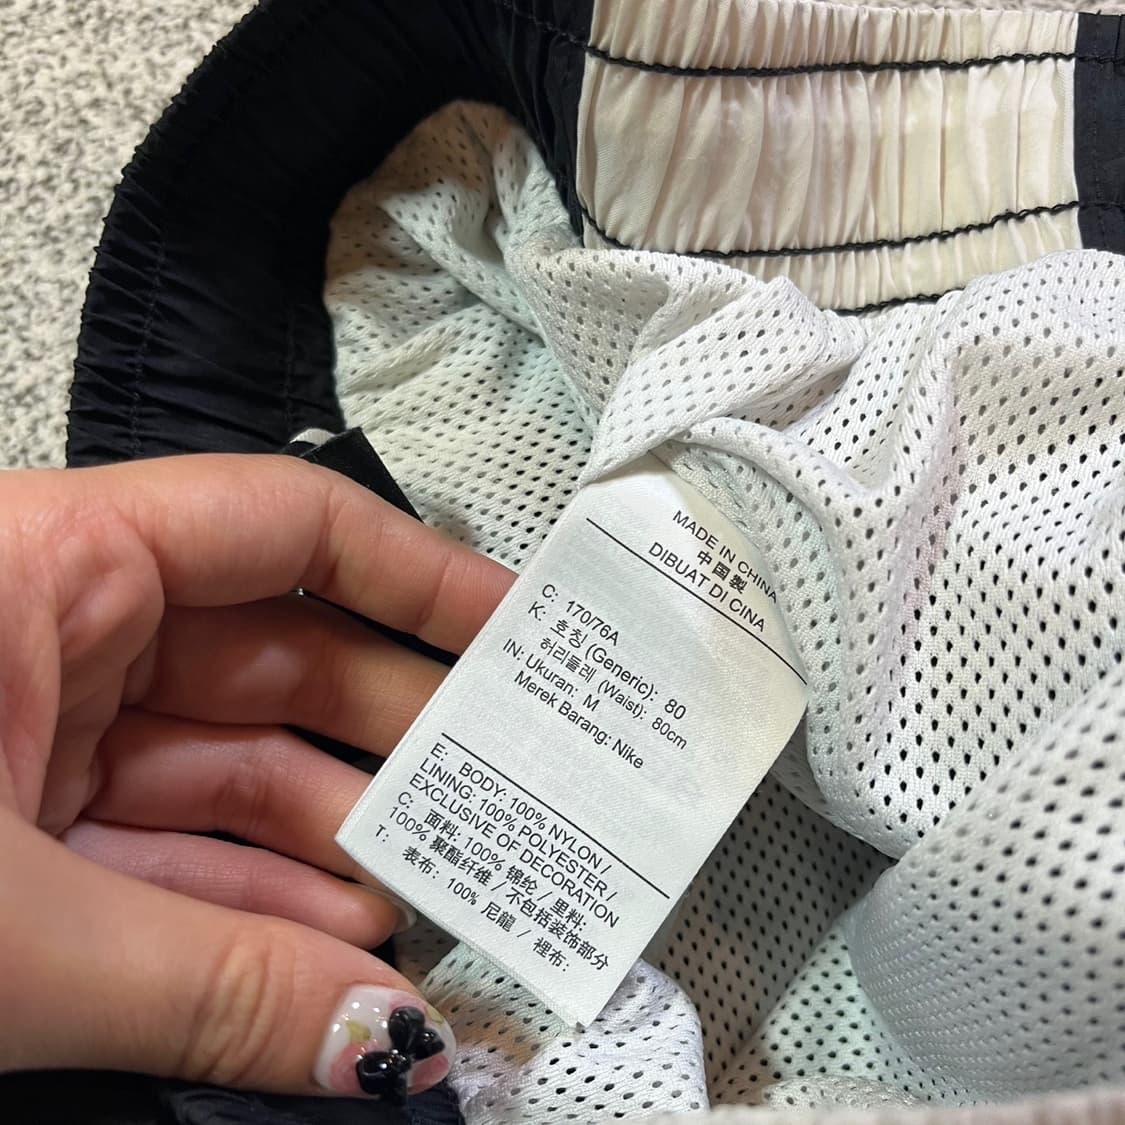 MADE IN CHINA
中国製
DIBUAT DI CINA
C: 170/76A
K: 호칭 (Generic): 80
허리둘레 (Waist): 80cm
IN: Ukuran: M
Merek Barang: Nike
E: BODY: 100% NYLON /
LINING: 100% POLYESTER /
EXCLUSIVE OF DECORATION
C: 面料: 100% 锦纶 / 里料:
100% 聚酯纤维 / 不包括装饰部分
T: 表布: 100% 尼龍 / 裡布: